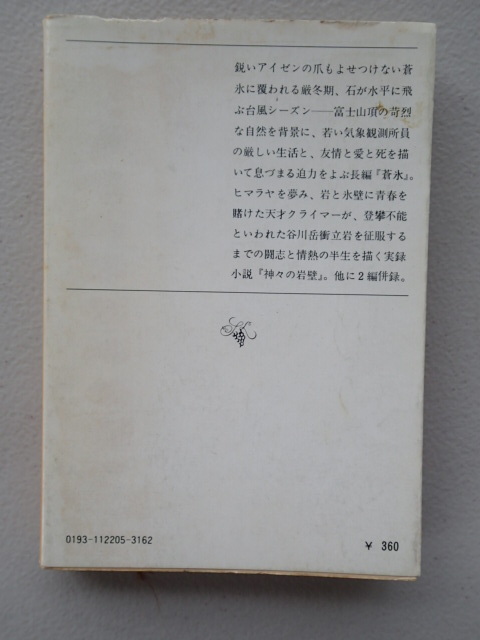 鋭いアイゼンの爪もよせつけない蒼
氷に覆われる厳冬期、石が水平に飛
ぶ台風シーズン――富士山頂の苛烈
な自然を背景に、若い気象観測所員
の厳しい生活と、友情と愛と死を描
いて息づまる迫力をよぶ長編『蒼氷』。
ヒマラヤを夢み、岩と氷壁に青春を
賭けた天才クライマーが、登攀不能
といわれた谷川岳衝立岩を征服する
までの闘志と情熱の半生を描く実録
小説『神々の岩壁』。他に2編併録。
0193-112205-3162
¥ 360